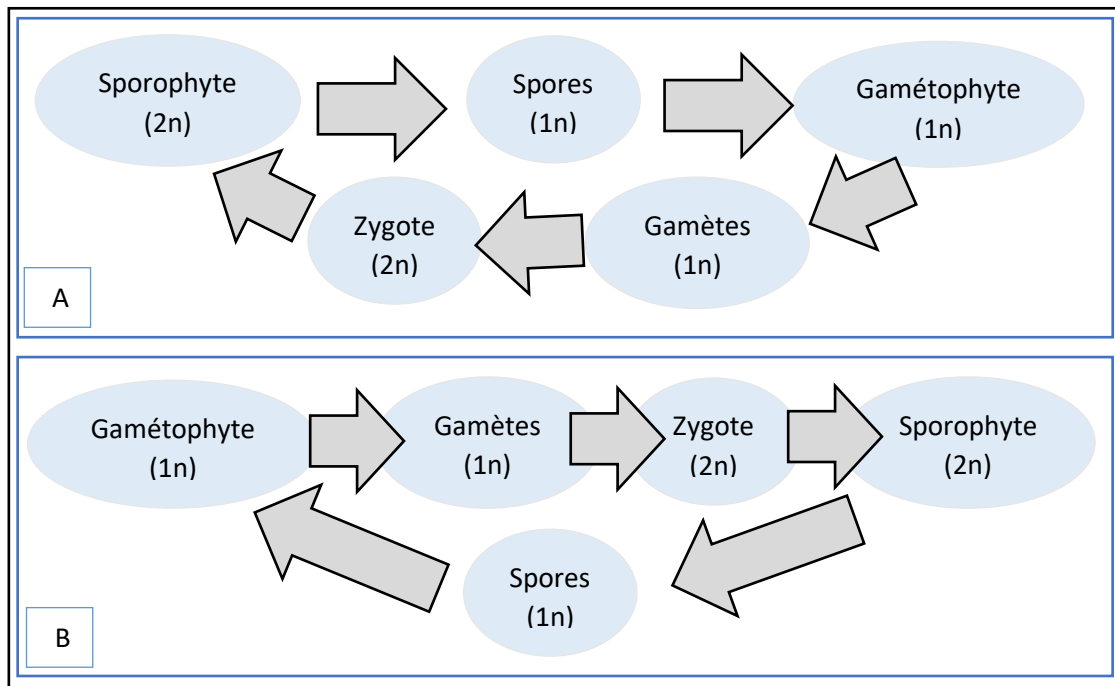 Sporophyte
(2n)
Spores
(1n)
Gamétophyte
(1n)
Zygote
(2n)
Gamètes
(1n)
A
Gamétophyte
(1n)
Gamètes
(1n)
Zygote
(2n)
Sporophyte
(2n)
Spores
(1n)
B